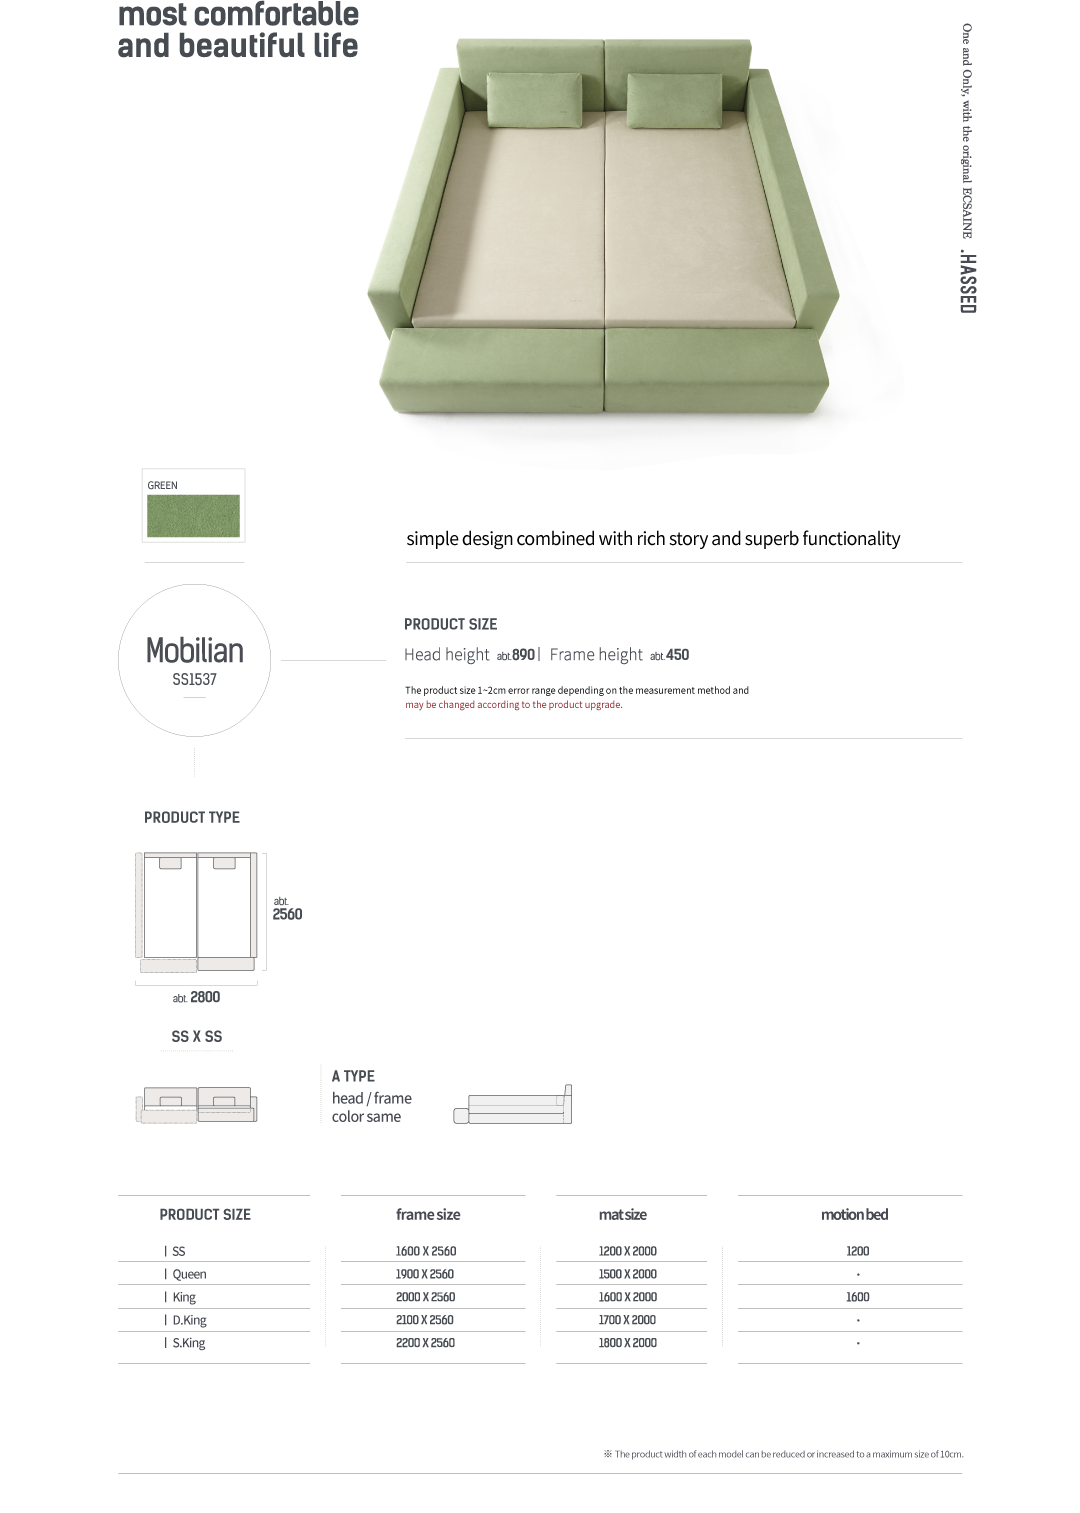 most comfortable
and beautiful life
One and Only, with the original ECSAINE .HASSED
GREEN
simple design combined with rich story and superb functionality
Mobilian
SS1537
PRODUCT SIZE
Head height abt.890 | Frame height abt.450
The product size 1~2cm error range depending on the measurement method and
may be changed according to the product upgrade.
PRODUCT TYPE
abt.
2560
abt. 2800
SS X SS
A TYPE
head / frame
color same
PRODUCT SIZE frame size mat size motion bed
| SS 1600 X 2560 1200 X 2000 1200
| Queen 1900 X 2560 1500 X 2000 -
| King 2000 X 2560 1600 X 2000 1600
| D.King 2100 X 2560 1700 X 2000 -
| S.King 2200 X 2560 1800 X 2000 -
※ The product width of each model can be reduced or increased to a maximum size of 10cm.